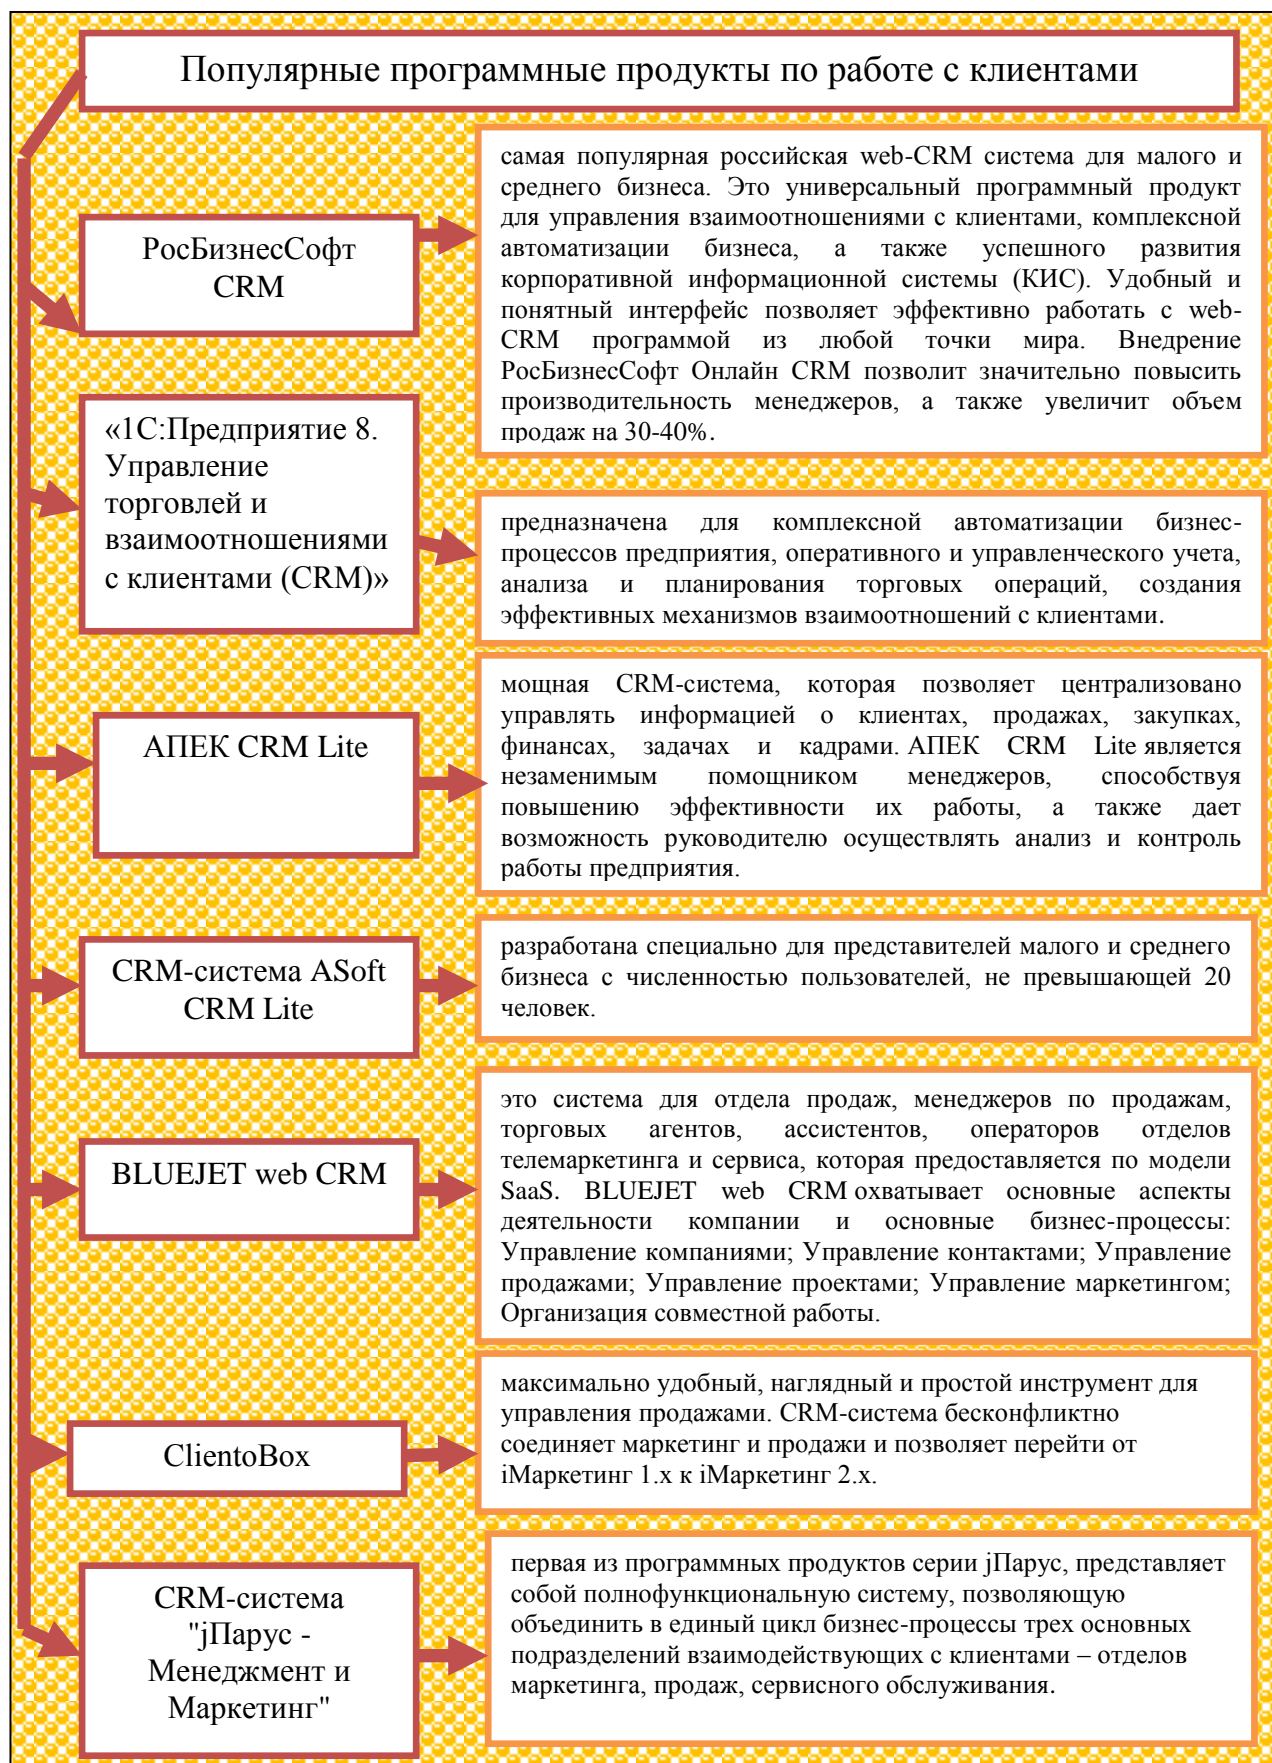 Популярные программные продукты по работе с клиентами
РосБизнесСофт
CRM
самая популярная российская web-CRM система для малого и
среднего бизнеса. Это универсальный программный продукт
для управления взаимоотношениями с клиентами, комплексной
автоматизации бизнеса, а также успешного развития
корпоративной информационной системы (КИС). Удобный и
понятный интерфейс позволяет эффективно работать с web-
CRM программой из любой точки мира. Внедрение
РосБизнесСофт Онлайн CRM позволит значительно повысить
производительность менеджеров, а также увеличит объем
продаж на 30-40%.
«1С:Предприятие 8.
Управление
торговлей и
взаимоотношениями
с клиентами (CRM)»
предназначена для комплексной автоматизации бизнес-
процессов предприятия, оперативного и управленческого учета,
анализа и планирования торговых операций, создания
эффективных механизмов взаимоотношений с клиентами.
АПЕК CRM Lite
мощная CRM-система, которая позволяет централизовано
управлять информацией о клиентах, продажах, закупках,
финансах, задачах и кадрами. АПЕК CRM Lite является
незаменимым помощником менеджеров, способствуя
повышению эффективности их работы, а также дает
возможность руководителю осуществлять анализ и контроль
работы предприятия.
CRM-система ASoft
CRM Lite
разработана специально для представителей малого и среднего
бизнеса с численностью пользователей, не превышающей 20
человек.
BLUEJET web CRM
это система для отдела продаж, менеджеров по продажам,
торговых агентов, ассистентов, операторов отделов
телемаркетинга и сервиса, которая предоставляется по модели
SaaS. BLUEJET web CRM охватывает основные аспекты
деятельности компании и основные бизнес-процессы:
Управление компаниями; Управление контактами; Управление
продажами; Управление проектами; Управление маркетингом;
Организация совместной работы.
ClientoBox
максимально удобный, наглядный и простой инструмент для
управления продажами. CRM-система бесконфликтно
соединяет маркетинг и продажи и позволяет перейти от
iМаркетинг 1.x к iМаркетинг 2.x.
CRM-система
"jПарус -
Менеджмент и
Маркетинг"
первая из программных продуктов серии jПарус, представляет
собой полнофункциональную систему, позволяющую
объединить в единый цикл бизнес-процессы трех основных
подразделений взаимодействующих с клиентами – отделов
маркетинга, продаж, сервисного обслуживания.